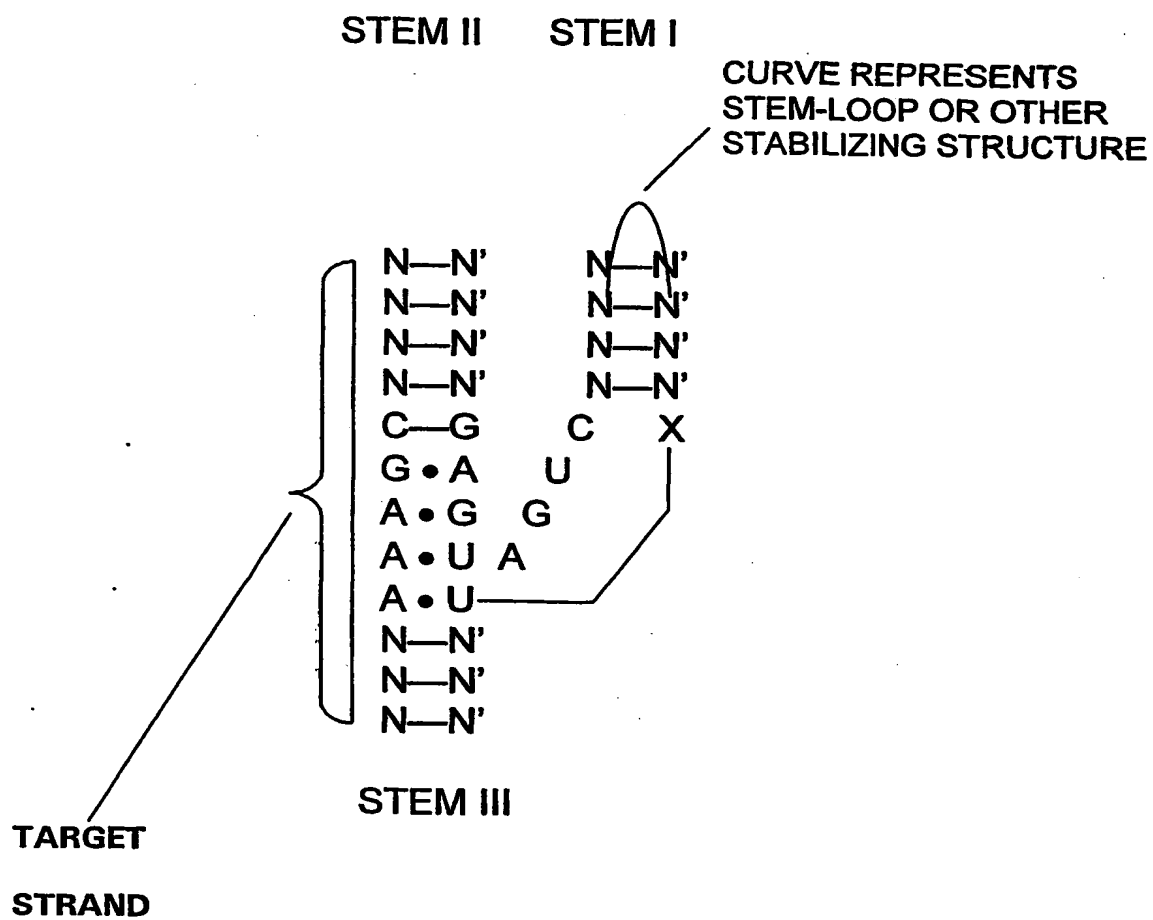 STEM II STEM I
CURVE REPRESENTS
STEM-LOOP OR OTHER
STABILIZING STRUCTURE
N—N' N—N'
N—N' N—N'
N—N' N—N'
N—N' N—N'
C—G C X
G•A U
A•G G
A•U A
A•U
N—N'
N—N'
N—N'
STEM III
TARGET
STRAND